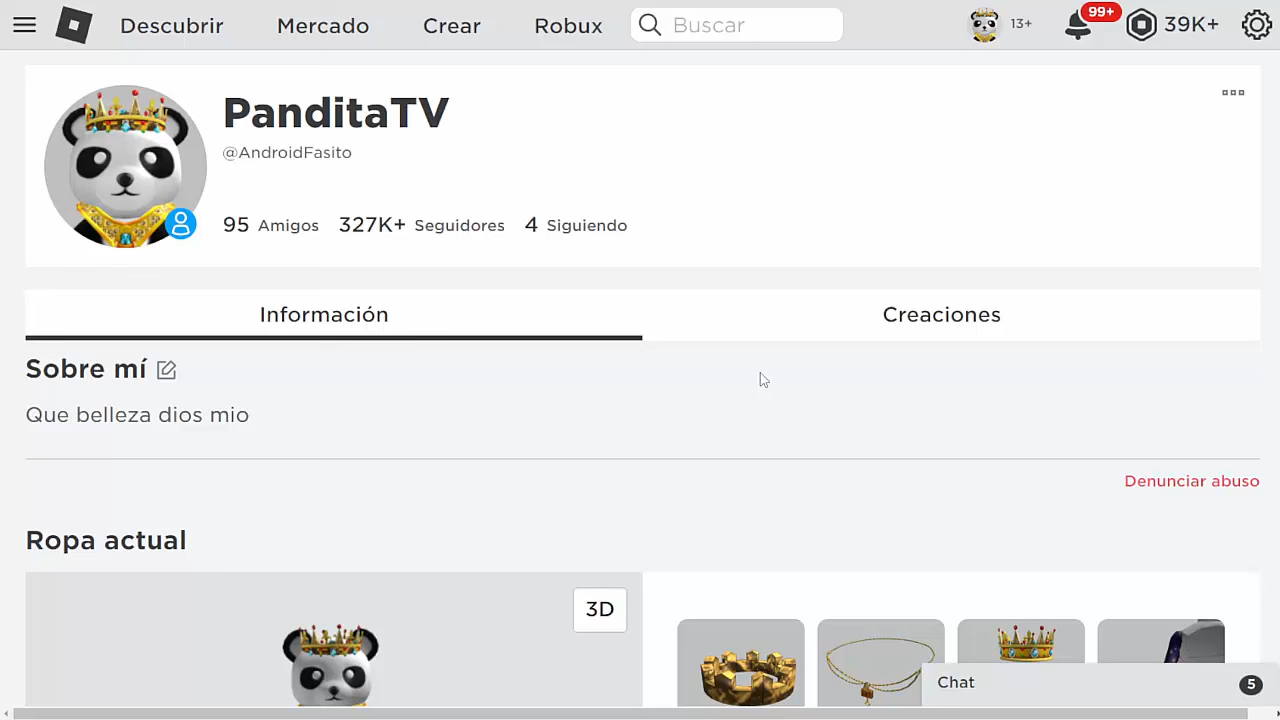 Descubrir Mercado Crear Robux Buscar 13+ 99+ 39K+
PanditaTV
@AndroidFasito
95 Amigos 327K+ Seguidores 4 Siguiendo
Información Creaciones
Sobre mí
Que belleza dios mio
Denunciar abuso
Ropa actual
3D
Chat 5